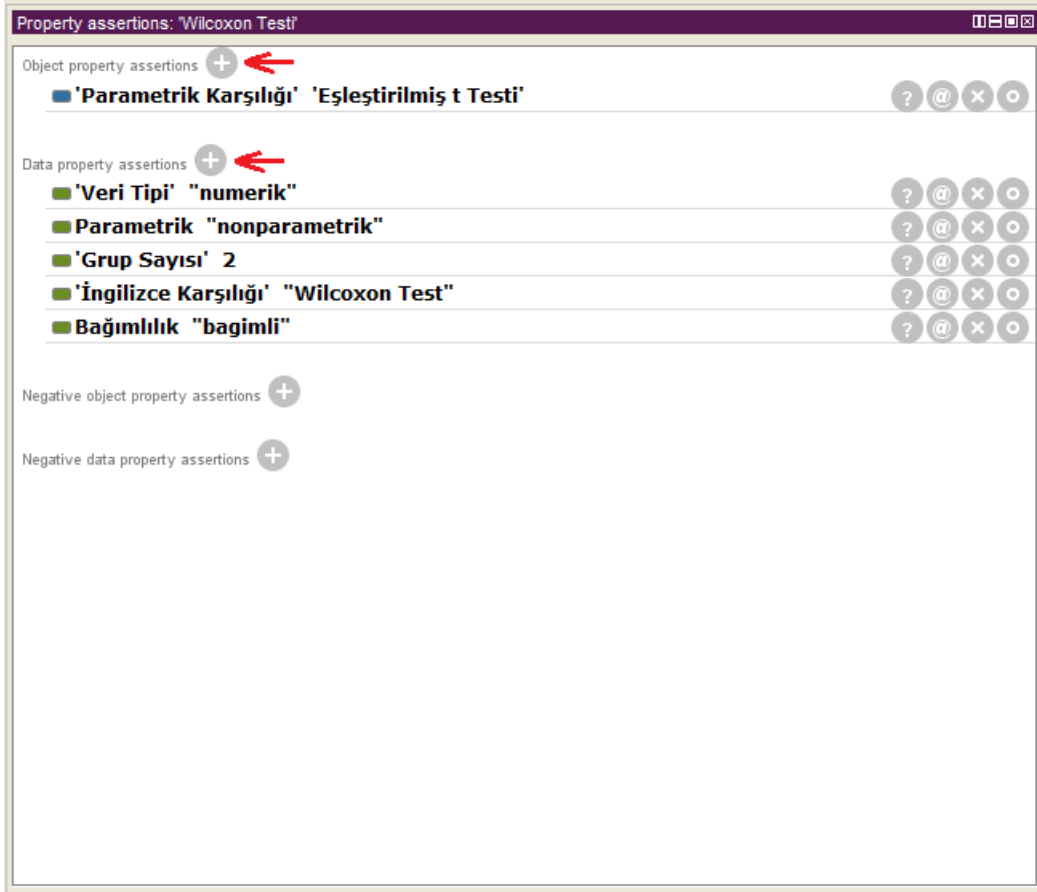 Property assertions: 'Wilcoxon Testi'
Object property assertions
'Parametrik Karşılığı' 'Eşleştirilmiş t Testi'
Data property assertions
'Veri Tipi' "numerik"
Parametrik "nonparametrik"
'Grup Sayısı' 2
'İngilizce Karşılığı' "Wilcoxon Test"
Bağımlılık "bagimli"
Negative object property assertions
Negative data property assertions